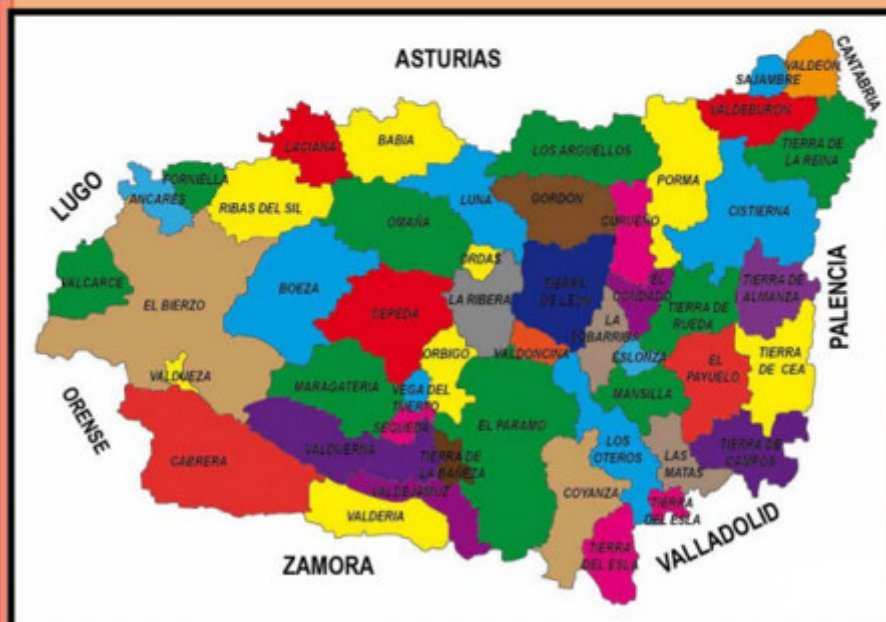 ASTURIAS
CANTABRIA
VALDEÓN
SAJAMBRE
VALDEBURÓN
LACIANA
BABIA
LOS ARGUELLOS
TIERRA DE
LA REINA
LUGO
FORNIELLA
ANCARES
RIBAS DEL SIL
OMAÑA
LUNA
GORDÓN
CURUEÑO
PORMA
CISTIERNA
VALCARCE
EL BIERZO
BOEZA
CEPEDA
ORDAS
LA RIBERA
TIERRA
DE LEÓN
EL
CONDADO
LA
SOBARRIBA
TIERRA DE
RUEDA
TIERRA DE
ALMANZA
PALENCIA
VALDONCINA
ESLONZA
EL
PAYUELO
TIERRA
DE CEA
ORBIGO
VALDUEZA
MARAGATERIA
VEGA DEL
TUERTO
MANSILLA
ORENSE
CABRERA
SEQUEDA
VALDUERNA
TIERRA DE
LA BAÑEZA
EL PARAMO
LOS
OTEROS
LAS
MATAS
TIERRA DE
CAMPOS
VALDEJAMUZ
VALDERIA
COYANZA
TIERRA
DEL ESLA
TIERRA
DEL ESLA
ZAMORA
VALLADOLID